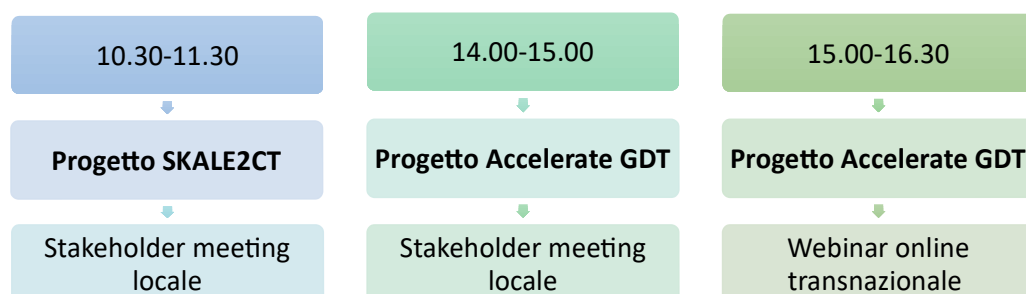 10.30-11.30
Progetto SKALE2CT
Stakeholder meeting
locale
14.00-15.00
Progetto Accelerate GDT
Stakeholder meeting
locale
15.00-16.30
Progetto Accelerate GDT
Webinar online
transnazionale